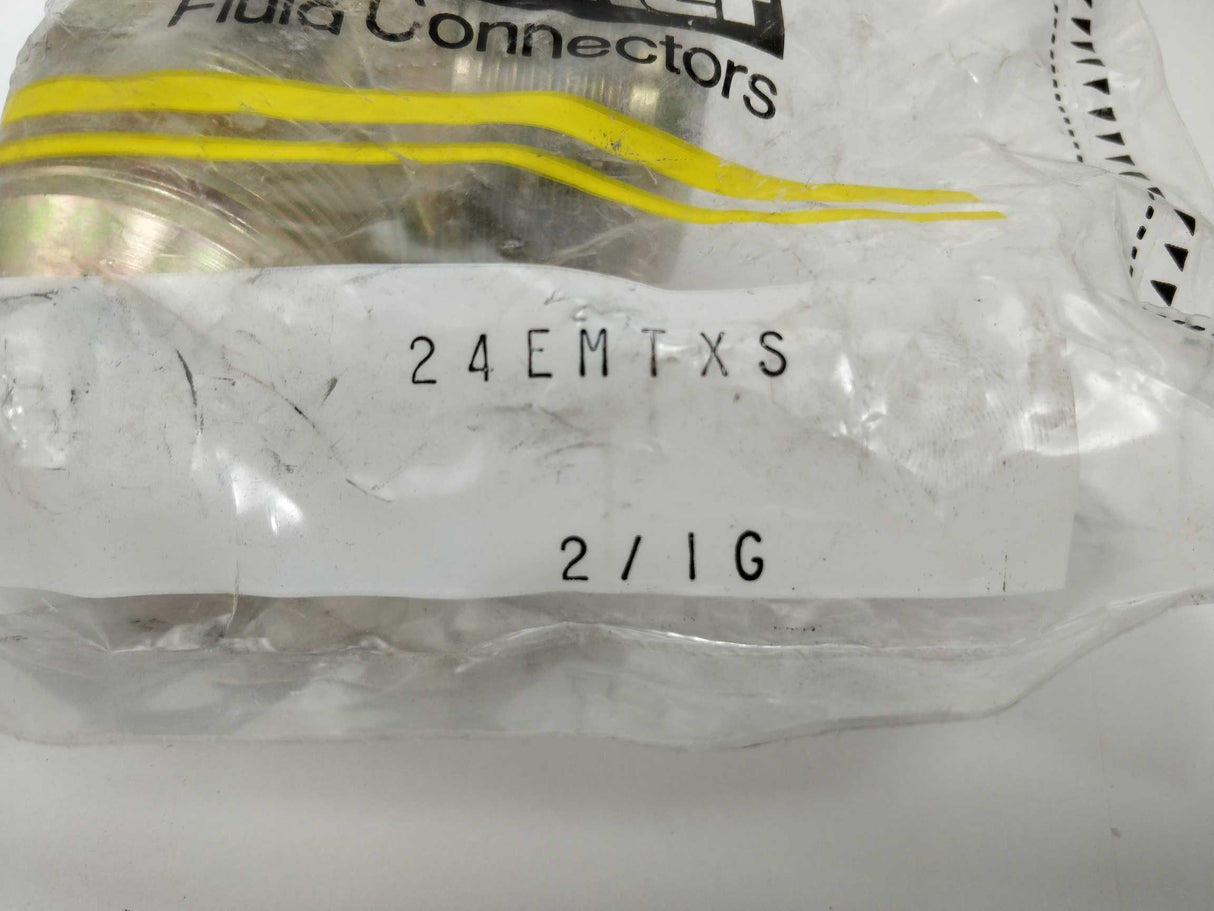 Fluid Connectors
24EMTXS
2/1G